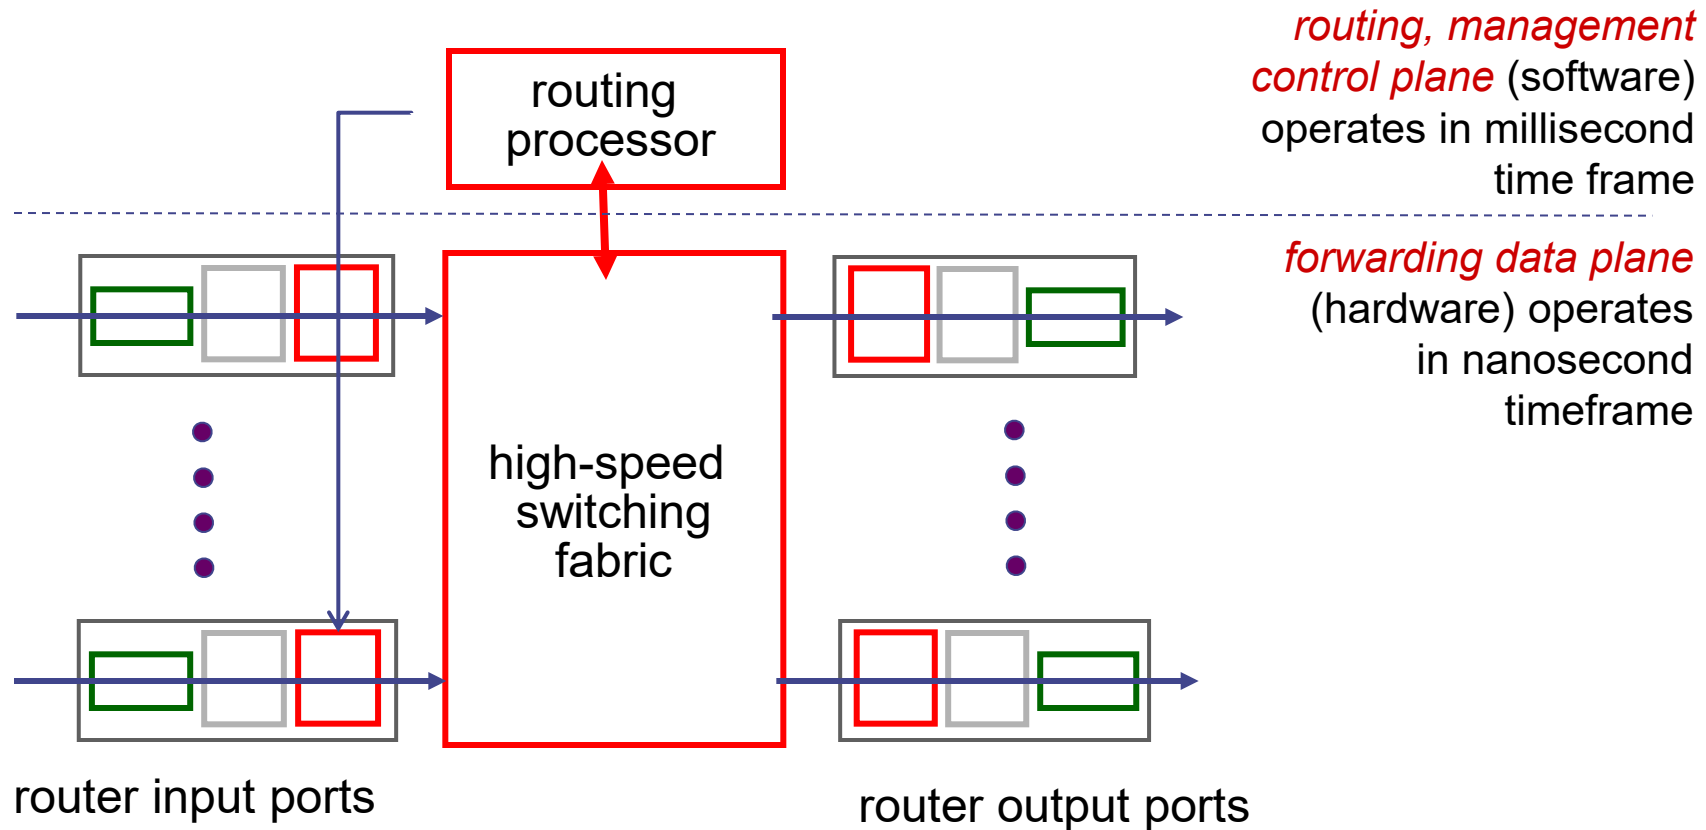 routing, management
control plane (software)
operates in millisecond
time frame
routing
processor
forwarding data plane
(hardware) operates
in nanosecond
timeframe
high-speed
switching
fabric
router input ports
router output ports